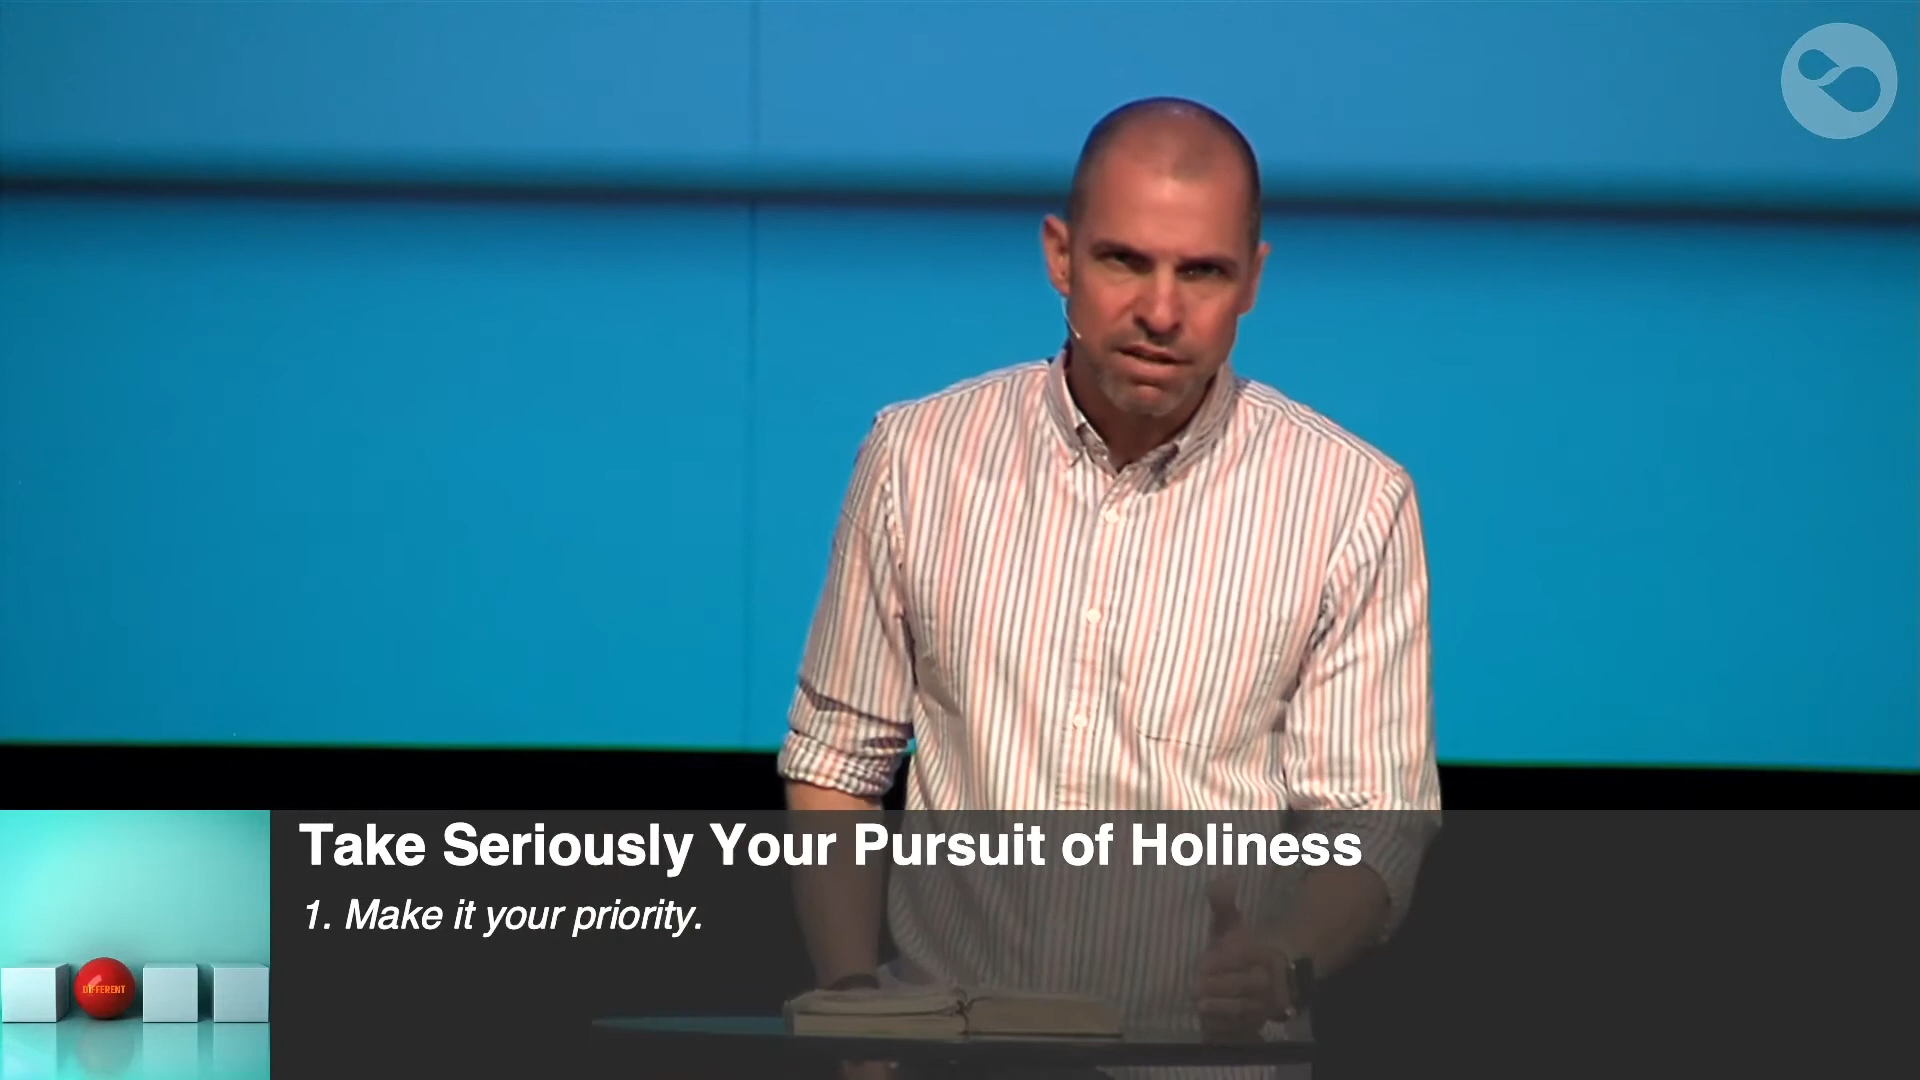 Take Seriously Your Pursuit of Holiness
1. Make it your priority.
DIFFERENT